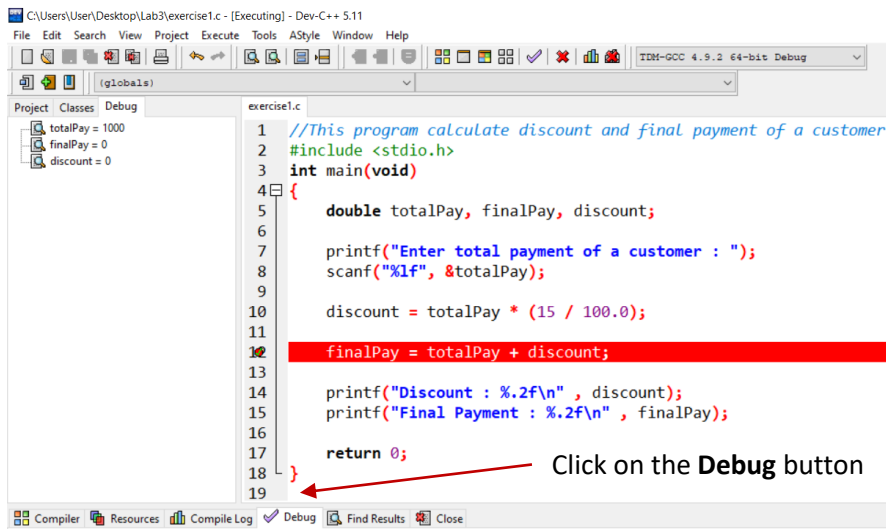 C:\Users\User\Desktop\Lab3\exercise1.c - [Executing] - Dev-C++ 5.11
File Edit Search View Project Execute Tools AStyle Window Help
TDM-GCC 4.9.2 64-bit Debug
(globals)
Project Classes Debug
totalPay = 1000
finalPay = 0
discount = 0
exercise1.c
1 //This program calculate discount and final payment of a customer
2 #include <stdio.h>
3 int main(void)
4 {
5 double totalPay, finalPay, discount;
6
7 printf("Enter total payment of a customer : ");
8 scanf("%lf", &totalPay);
9
10 discount = totalPay * (15 / 100.0);
11
12 finalPay = totalPay + discount;
13
14 printf("Discount : %.2f\n" , discount);
15 printf("Final Payment : %.2f\n" , finalPay);
16
17 return 0;
18 }
19
Click on the Debug button
Compiler Resources Compile Log Debug Find Results Close